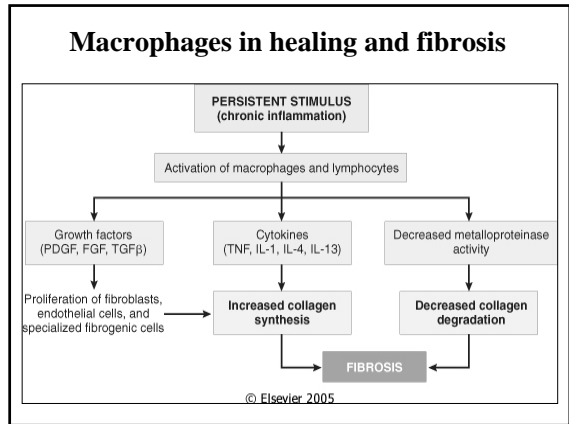 Macrophages in healing and fibrosis
PERSISTENT STIMULUS
(chronic inflammation)
Activation of macrophages and lymphocytes
Growth factors
(PDGF, FGF, TGFβ)
Cytokines
(TNF, IL-1, IL-4, IL-13)
Decreased metalloproteinase
activity
Proliferation of fibroblasts,
endothelial cells, and
specialized fibrogenic cells
Increased collagen
synthesis
Decreased collagen
degradation
FIBROSIS
© Elsevier 2005